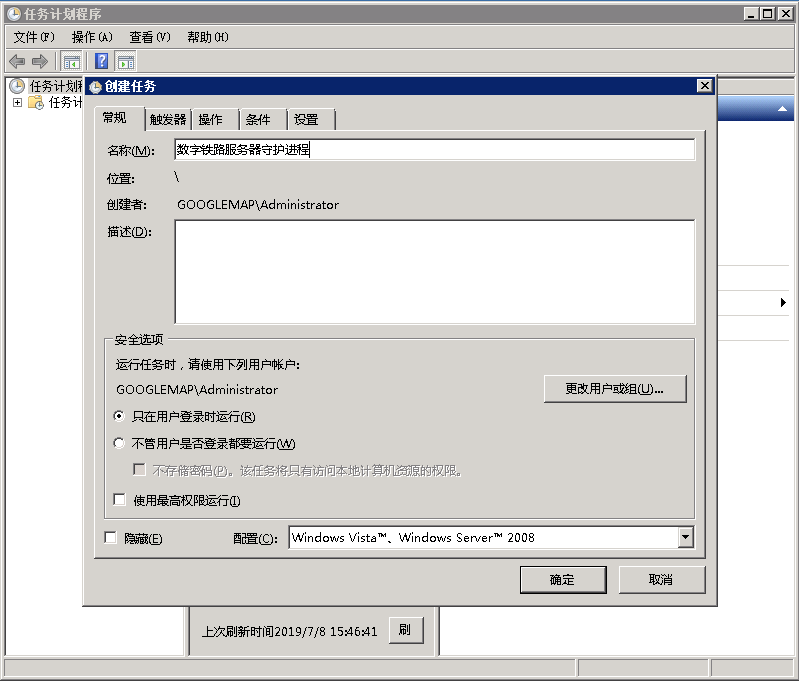 任务计划程序
文件(F) 操作(A) 查看(V) 帮助(H)
任务计划程
任务计
创建任务
常规 触发器 操作 条件 设置
名称(M): 数字铁路服务器守护进程
位置: \
创建者: GOOGLEMAP\Administrator
描述(D):
安全选项
运行任务时，请使用下列用户帐户:
GOOGLEMAP\Administrator
更改用户或组(U)...
只在用户登录时运行(R)
不管用户是否登录都要运行(W)
不存储密码(P)。该任务将只有访问本地计算机资源的权限。
使用最高权限运行(I)
隐藏(E) 配置(C): Windows Vista™、Windows Server™ 2008
确定 取消
上次刷新时间2019/7/8 15:46:41 刷